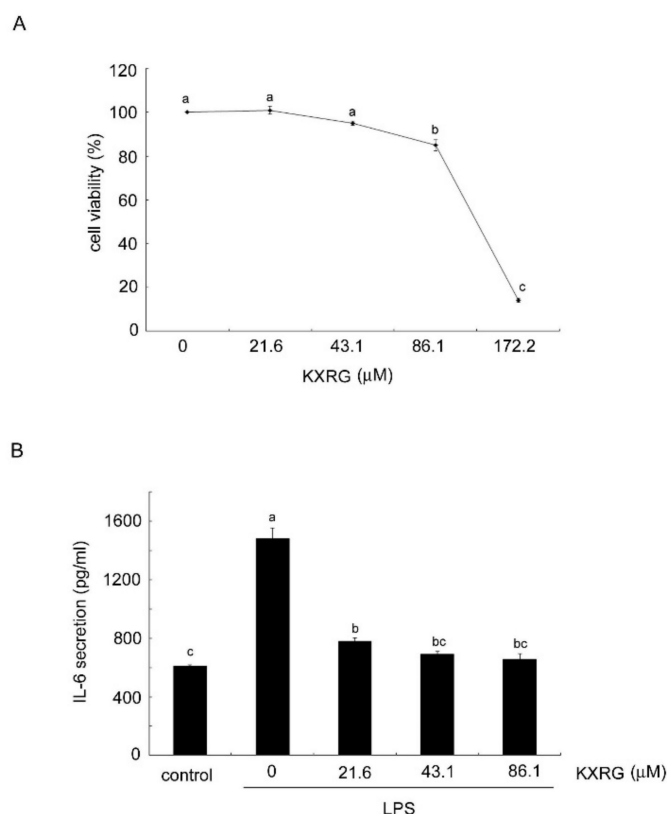 A
120
100
80
60
40
20
0
a
a
a
b
c
cell viability (%)
0 21.6 43.1 86.1 172.2
KXRG (μM)
B
1600
1200
800
400
0
IL-6 secretion (pg/ml)
c
a
b
bc
bc
control 0 21.6 43.1 86.1 KXRG (μM)
LPS